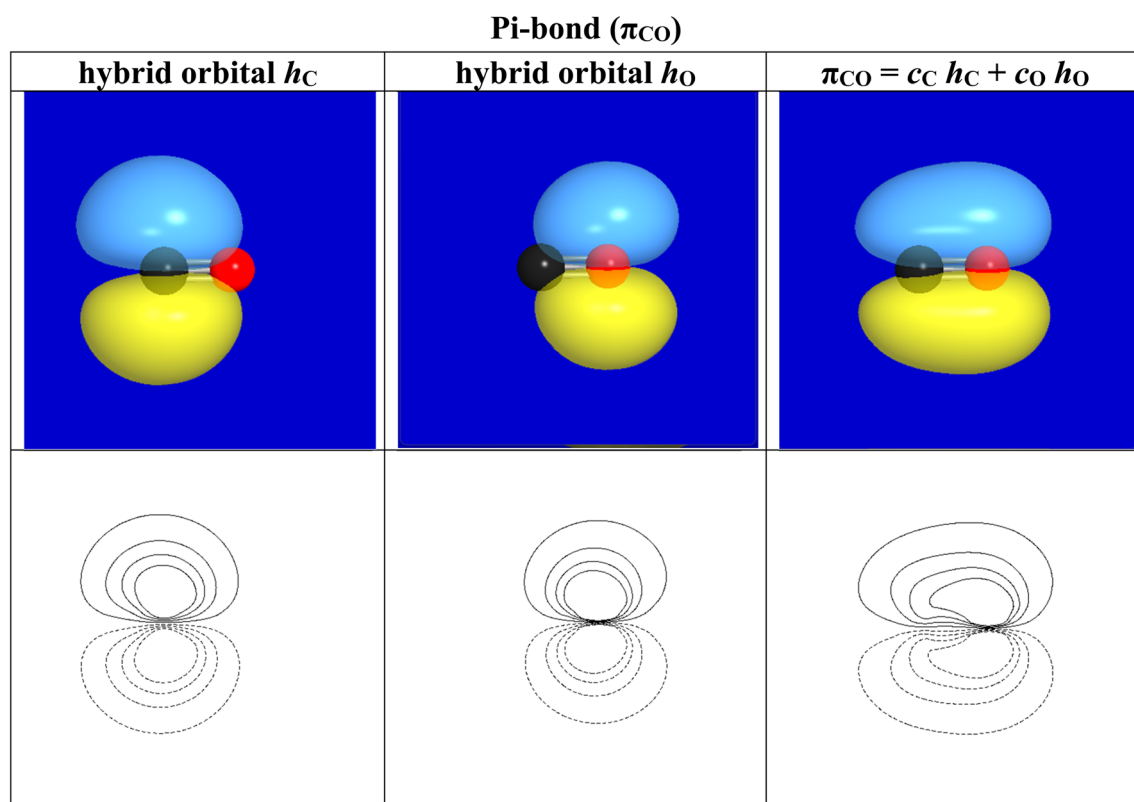 Pi-bond (πCO)
hybrid orbital hC
hybrid orbital hO
πCO = cC hC + cO hO